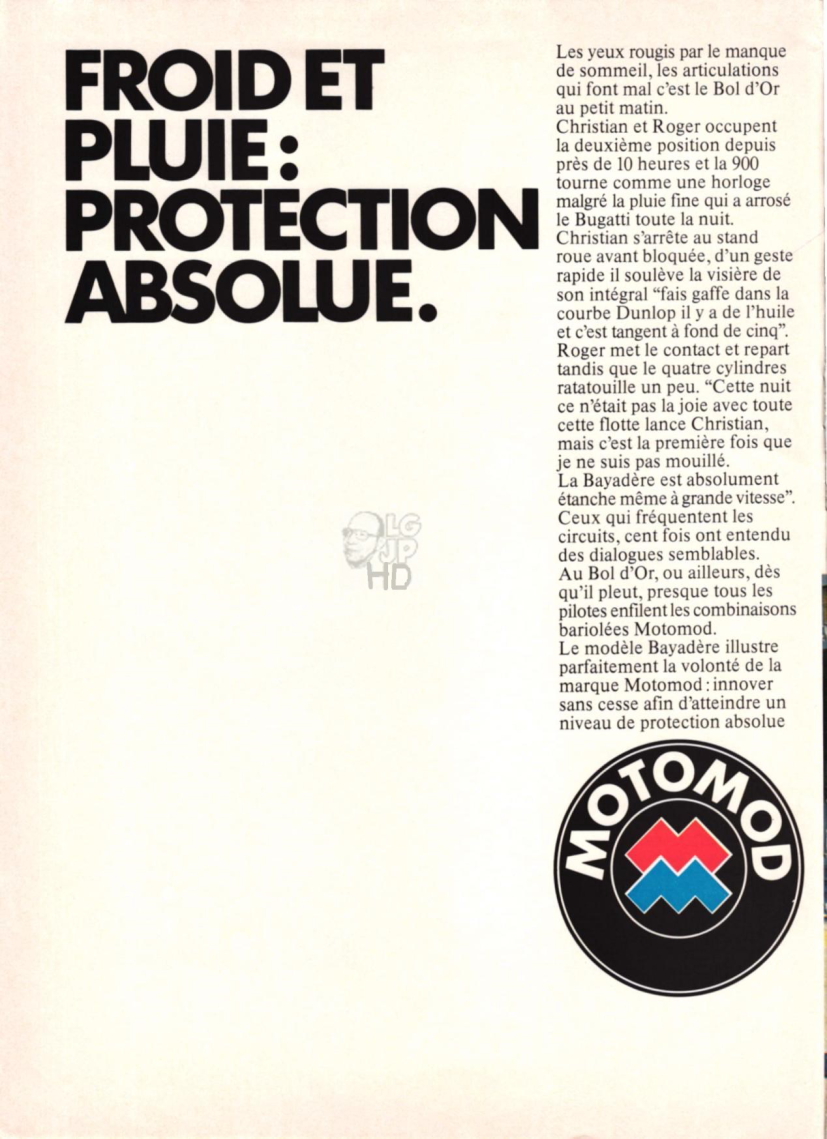 FROID ET
PLUIE :
PROTECTION
ABSOLUE.
Les yeux rougis par le manque
de sommeil, les articulations
qui font mal c’est le Bol d’Or
au petit matin.
Christian et Roger occupent
la deuxième position depuis
près de 10 heures et la 900
tourne comme une horloge
malgré la pluie fine qui a arrosé
le Bugatti toute la nuit.
Christian s’arrête au stand
roue avant bloquée, d’un geste
rapide il soulève la visière de
son intégral “fais gaffe dans la
courbe Dunlop il y a de l’huile
et c’est tangent à fond de cinq”.
Roger met le contact et repart
tandis que le quatre cylindres
ratatouille un peu. “Cette nuit
ce n’était pas la joie avec toute
cette flotte lance Christian,
mais c’est la première fois que
je ne suis pas mouillé.
La Bayadère est absolument
étanche même à grande vitesse”.
Ceux qui fréquentent les
circuits, cent fois ont entendu
des dialogues semblables.
Au Bol d’Or, ou ailleurs, dès
qu’il pleut, presque tous les
pilotes enfilent les combinaisons
bariolées Motomod.
Le modèle Bayadère illustre
parfaitement la volonté de la
marque Motomod : innover
sans cesse afin d’atteindre un
niveau de protection absolue
MOTOMOD
LG
JP
HD